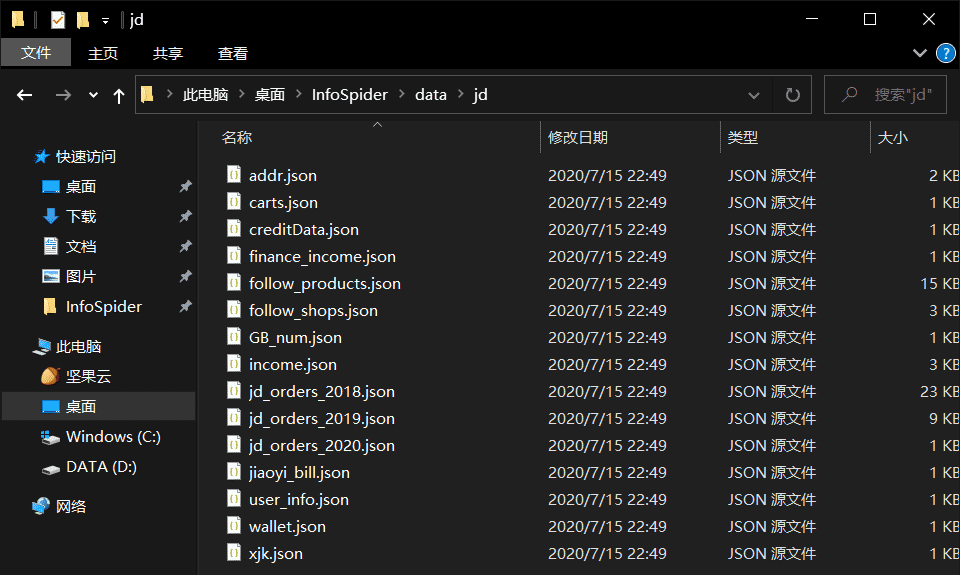 jd
文件 主页 共享 查看 ?
此电脑 桌面 InfoSpider data jd 搜索"jd"
名称 修改日期 类型 大小
快速访问
桌面
下载
文档
图片
InfoSpider
此电脑
坚果云
桌面
Windows (C:)
DATA (D:)
网络
addr.json 2020/7/15 22:49 JSON 源文件 2 KB
carts.json 2020/7/15 22:49 JSON 源文件 1 KB
creditData.json 2020/7/15 22:49 JSON 源文件 1 KB
finance_income.json 2020/7/15 22:49 JSON 源文件 1 KB
follow_products.json 2020/7/15 22:49 JSON 源文件 15 KB
follow_shops.json 2020/7/15 22:49 JSON 源文件 3 KB
GB_num.json 2020/7/15 22:49 JSON 源文件 1 KB
income.json 2020/7/15 22:49 JSON 源文件 3 KB
jd_orders_2018.json 2020/7/15 22:49 JSON 源文件 23 KB
jd_orders_2019.json 2020/7/15 22:49 JSON 源文件 9 KB
jd_orders_2020.json 2020/7/15 22:49 JSON 源文件 1 KB
jiaoyi_bill.json 2020/7/15 22:49 JSON 源文件 1 KB
user_info.json 2020/7/15 22:49 JSON 源文件 1 KB
wallet.json 2020/7/15 22:49 JSON 源文件 1 KB
xjk.json 2020/7/15 22:49 JSON 源文件 1 KB